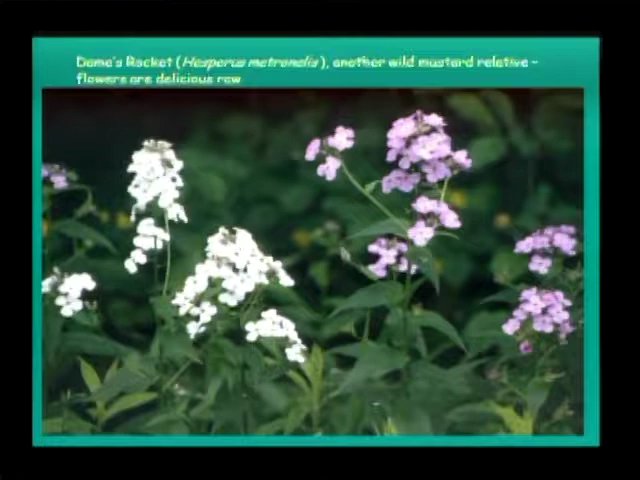 Dame's Rocket (Hesperus matronalis), another wild mustard relative -
flowers are delicious raw